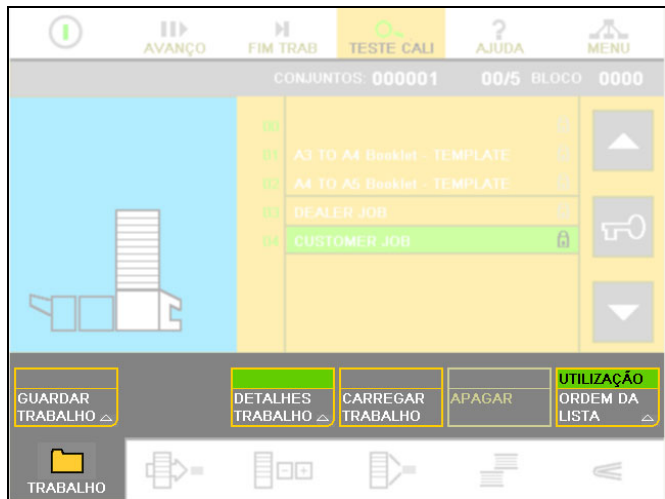 AVANÇO FIM TRAB TESTE CALI AJUDA MENU
CONJUNTOS: 000001 00/5 BLOCO 0000
00
01 A3 TO A4 Booklet - TEMPLATE
02 A4 TO A5 Booklet - TEMPLATE
03 DEALER JOB
04 CUSTOMER JOB
UTILIZAÇÃO
GUARDAR TRABALHO DETALHES TRABALHO CARREGAR TRABALHO APAGAR ORDEM DA LISTA
TRABALHO